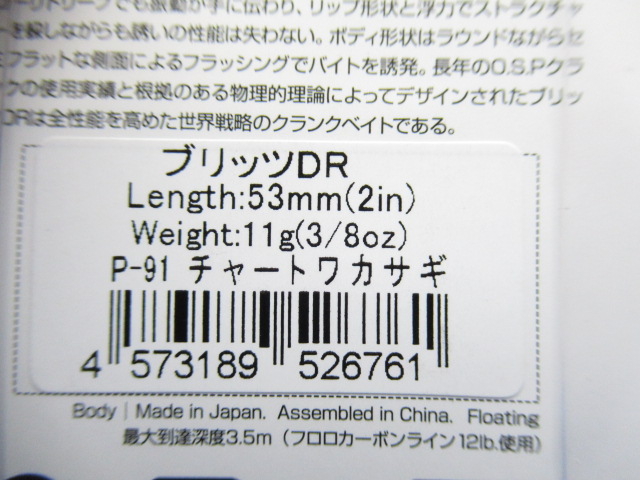 ーリトリーブでも振動が手に伝わり、リップ形状と浮力でストラクチャ
ーを躱しながらも誘いの性能は失わない。ボディ形状はラウンドながらセ
ミフラットな側面によるフラッシングでバイトを誘発。長年のO.S.Pクラ
クの使用実績と根拠のある物理的理論によってデザインされたブリッ
DRは全性能を高めた世界戦略のクランクベイトである。
ブリッツDR
Length:53mm(2in)
Weight:11g(3/8oz)
P-91 チャートワカサギ
4 573189 526761
Body | Made in Japan. Assembled in China. Floating
最大到達深度3.5m（フロロカーボンライン12lb.使用）